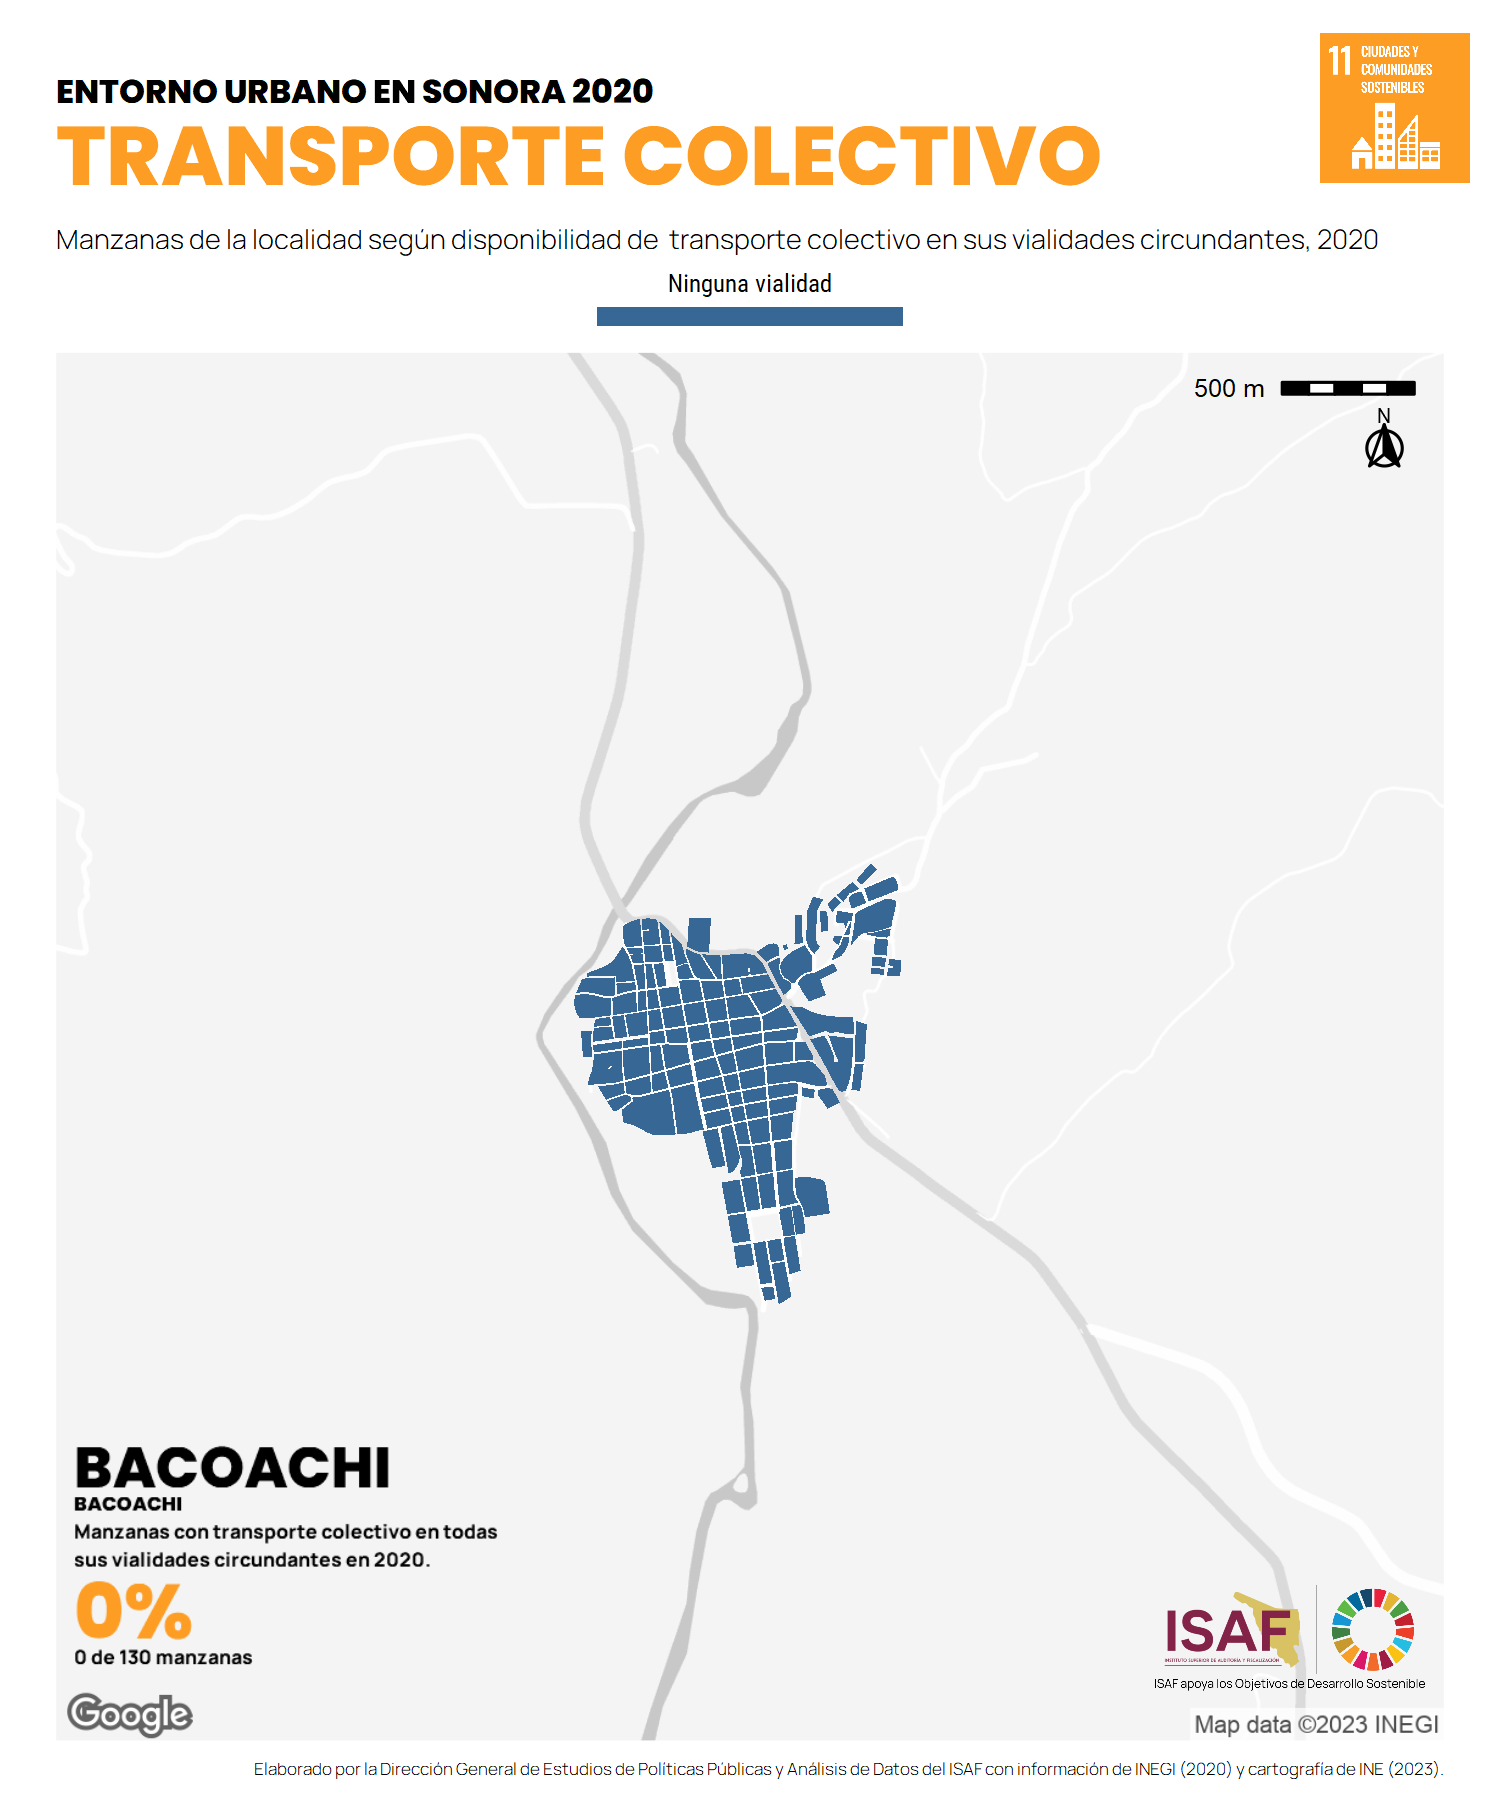 ENTORNO URBANO EN SONORA 2020
TRANSPORTE COLECTIVO
11 CIUDADES Y
COMUNIDADES
SOSTENIBLES
Manzanas de la localidad según disponibilidad de transporte colectivo en sus vialidades circundantes, 2020
Ninguna vialidad
500 m
N
BACOACHI
BACOACHI
Manzanas con transporte colectivo en todas
sus vialidades circundantes en 2020.
0%
0 de 130 manzanas
Google
ISAF
INSTITUTO SUPERIOR DE AUDITORÍA Y FISCALIZACIÓN
ISAF apoya los Objetivos de Desarrollo Sostenible
Map data ©2023 INEGI
Elaborado por la Dirección General de Estudios de Políticas Públicas y Análisis de Datos del ISAF con información de INEGI (2020) y cartografía de INE (2023).